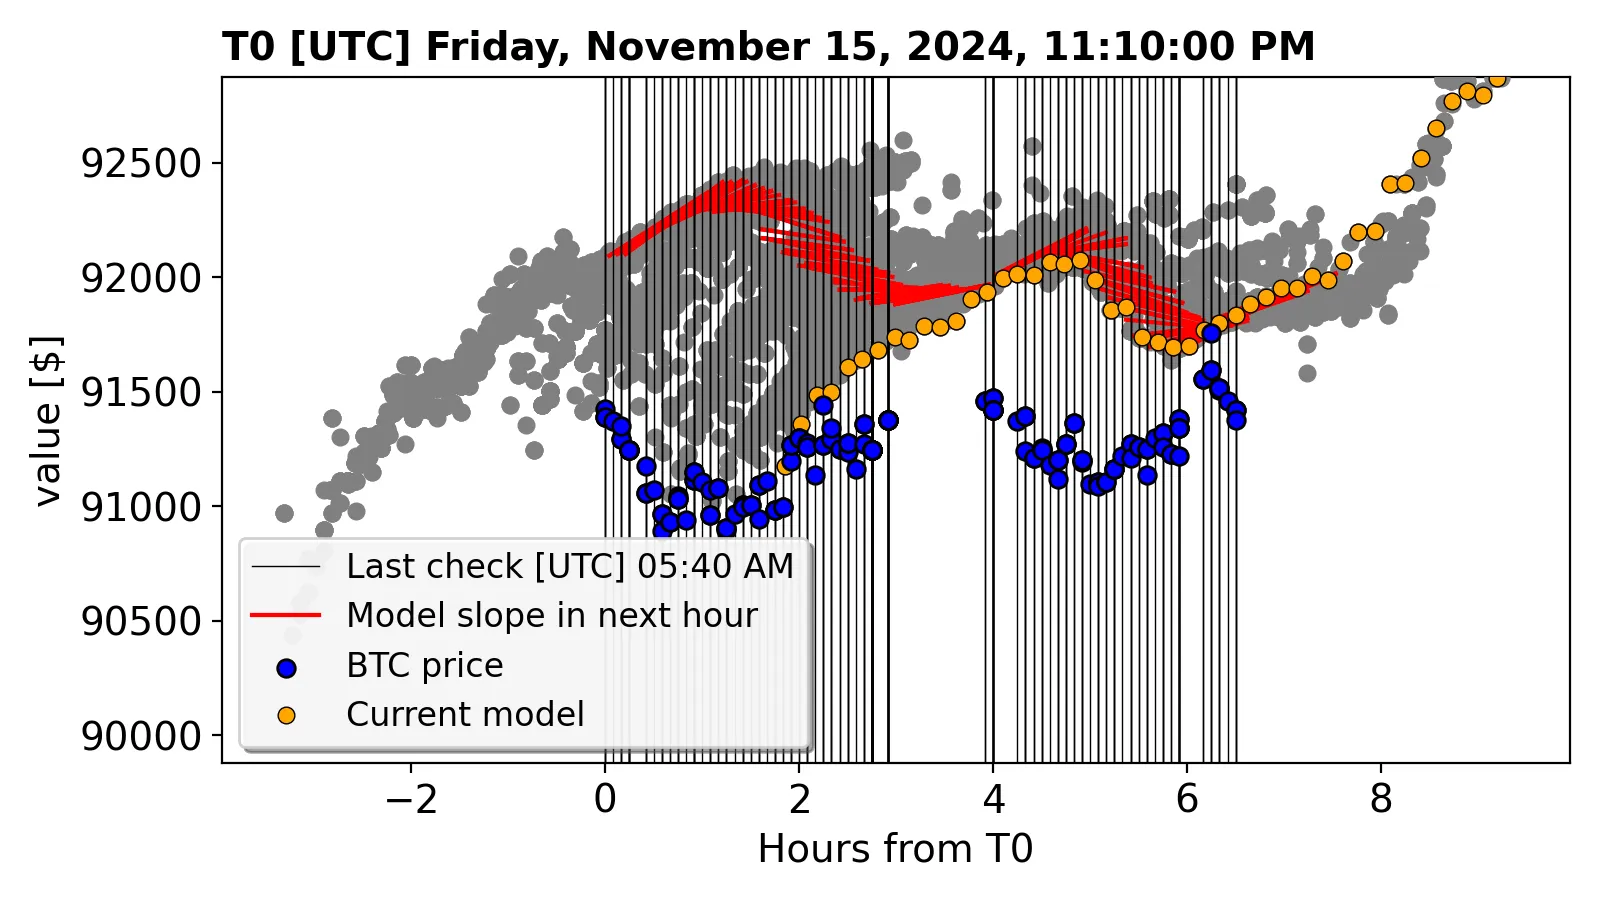 T0 [UTC] Friday, November 15, 2024, 11:10:00 PM
value [$]
92500
92000
91500
91000
90500
90000
Last check [UTC] 05:40 AM
Model slope in next hour
BTC price
Current model
−2 0 2 4 6 8
Hours from T0